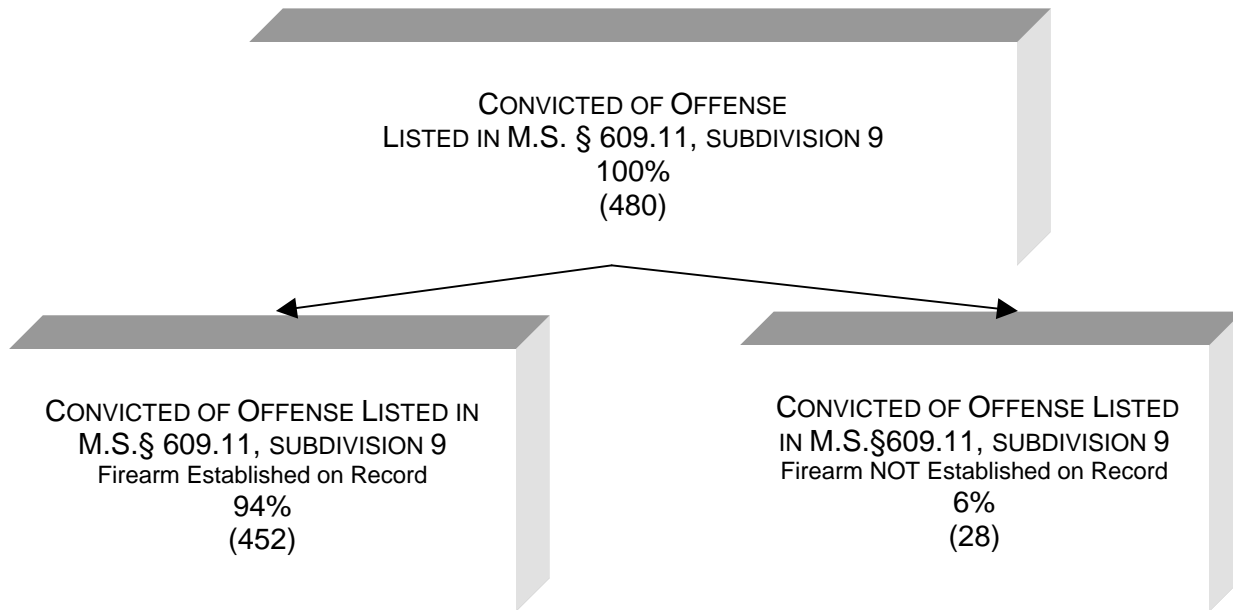 CONVICTED OF OFFENSE
LISTED IN M.S. § 609.11, SUBDIVISION 9
100%
(480)
CONVICTED OF OFFENSE LISTED IN
M.S.§ 609.11, SUBDIVISION 9
Firearm Established on Record
94%
(452)
CONVICTED OF OFFENSE LISTED
IN M.S.§609.11, SUBDIVISION 9
Firearm NOT Established on Record
6%
(28)